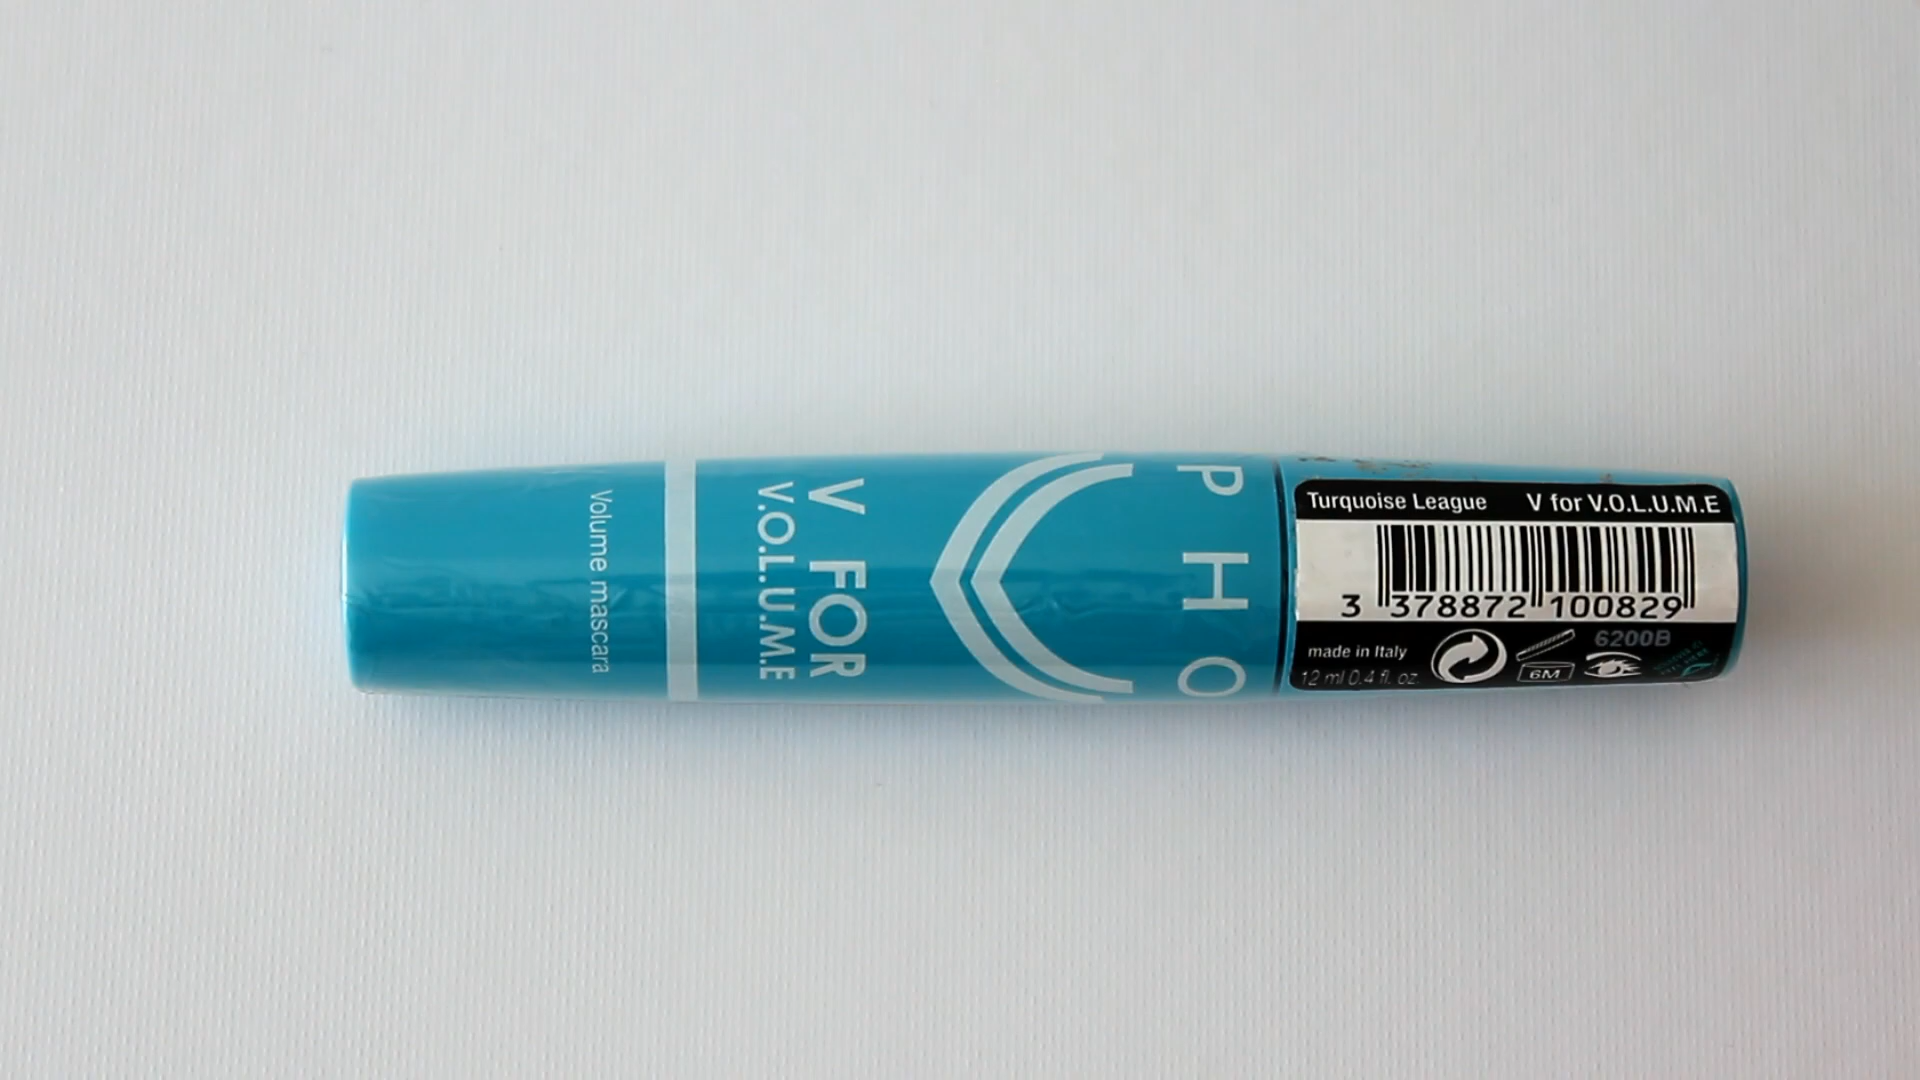 P H O
V FOR
V.O.L.U.M.E
Volume mascara
Turquoise League V for V.O.L.U.M.E
3 378872 100829
made in Italy
12 ml 0.4 fl. oz.
6M
6200B